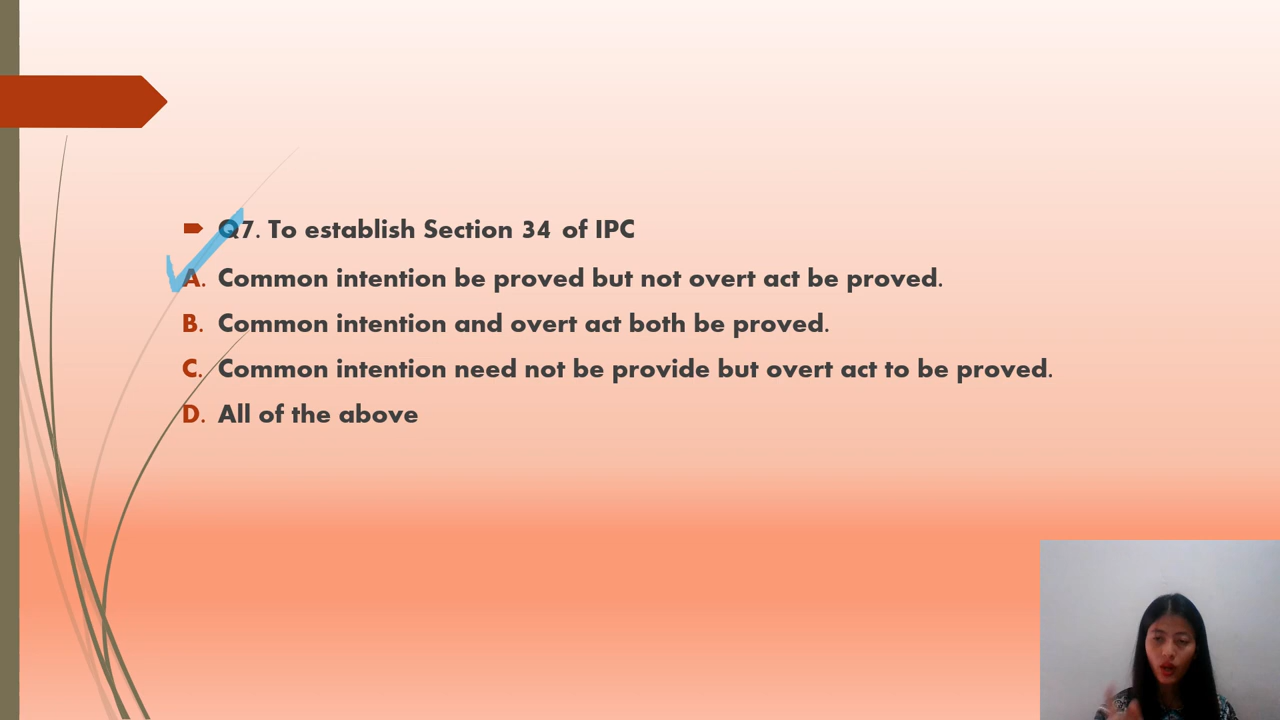 Q7. To establish Section 34 of IPC
A. Common intention be proved but not overt act be proved.
B. Common intention and overt act both be proved.
C. Common intention need not be provide but overt act to be proved.
D. All of the above